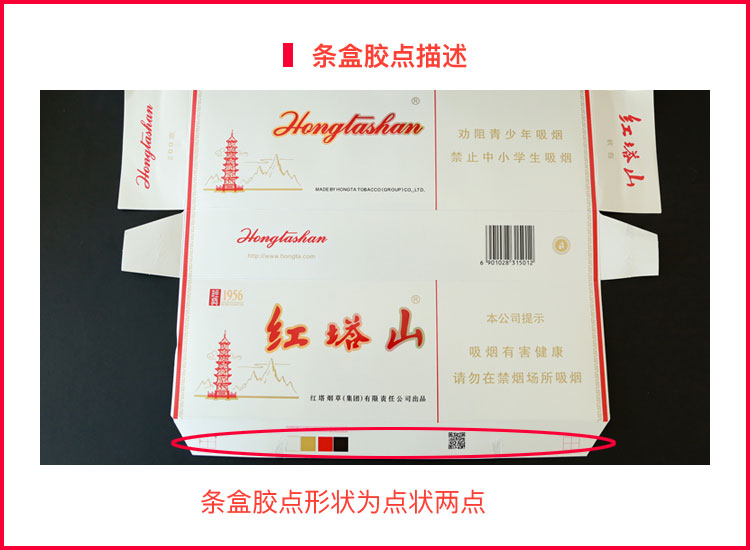 条盒胶点描述
Hongtashan
劝阻青少年吸烟
禁止中小学生吸烟
MADE BY HONGTA TOBACCO (GROUP) CO.,LTD.
Hongtashan
红塔山
Hongtashan
http://www.hongta.com
6 901028 315012
1956
红塔山
本公司提示
吸烟有害健康
请勿在禁烟场所吸烟
红塔烟草(集团)有限责任公司出品
条盒胶点形状为点状两点